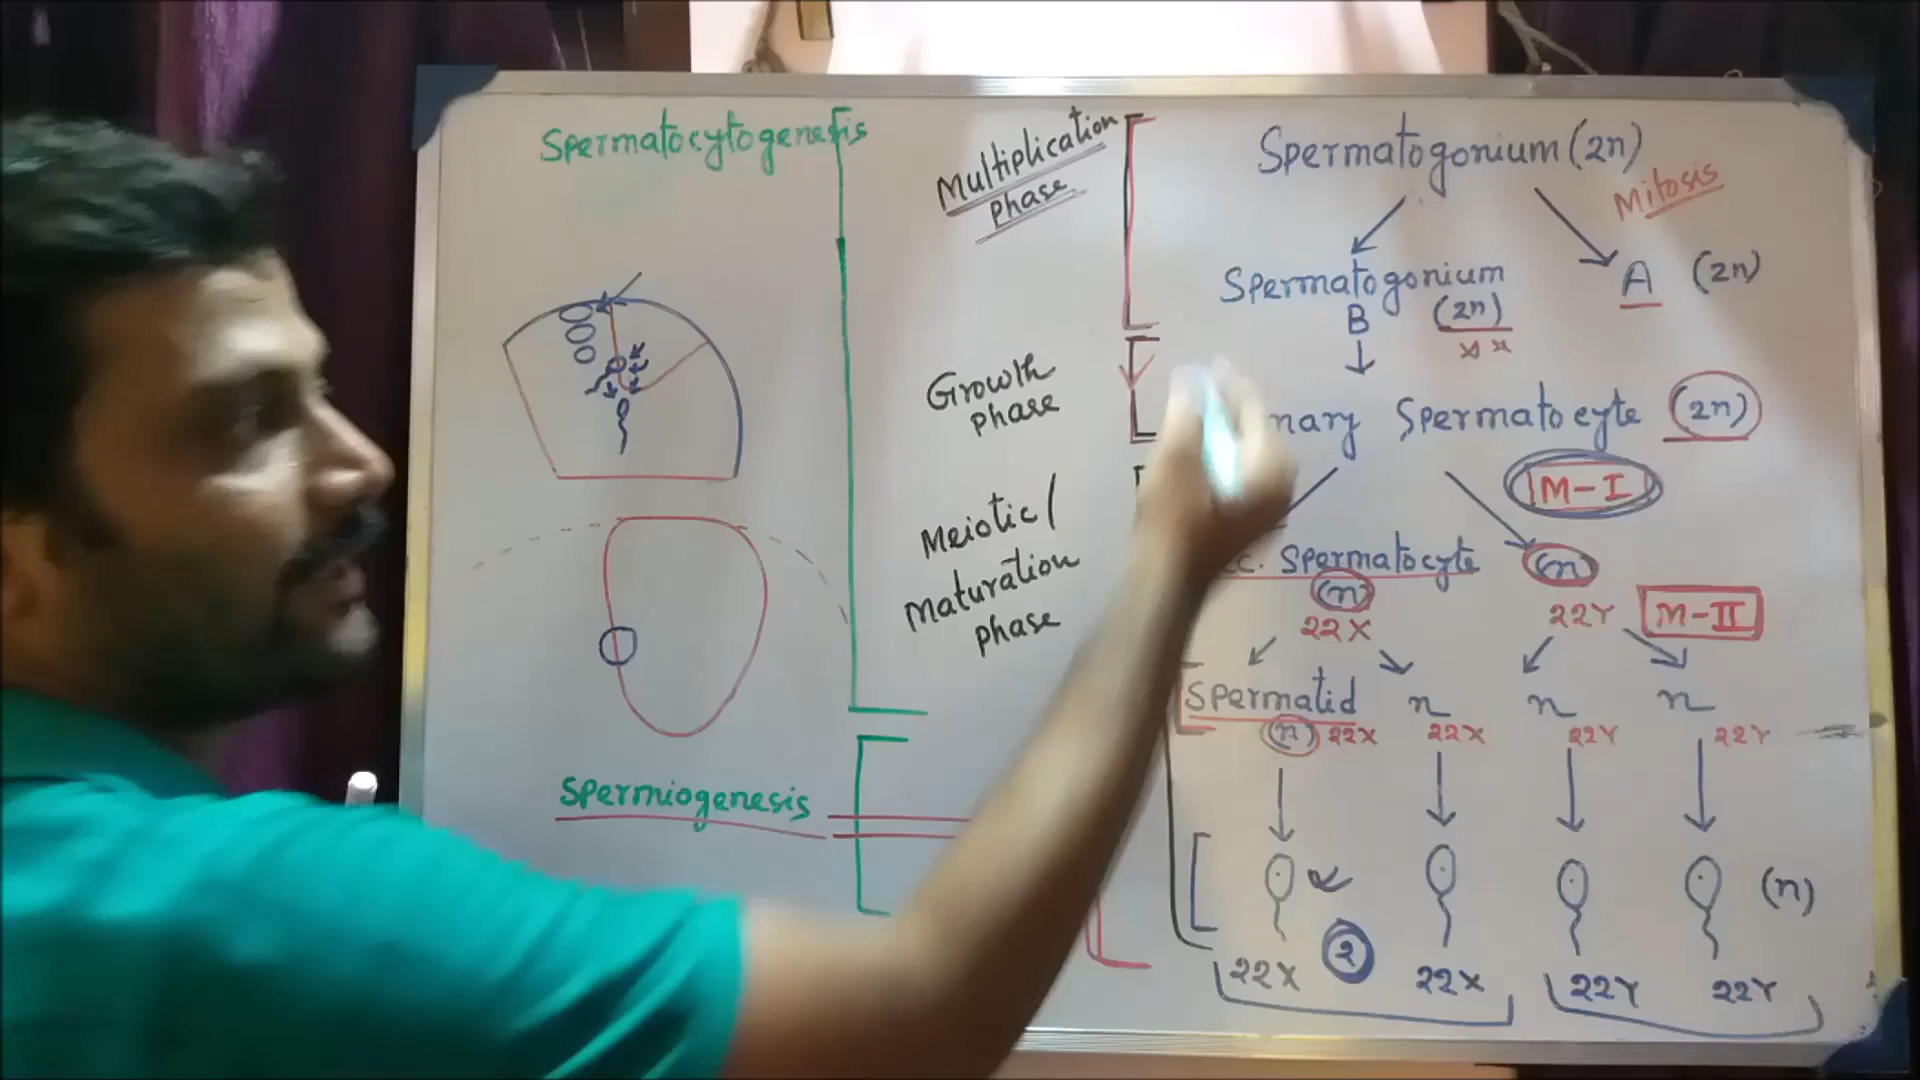 Spermatocytogenesis
Multiplication
phase
Growth
phase
Meiotic/
maturation
phase
Spermiogenesis
Spermatogonium (2n)
Mitosis
Spermatogonium
B
(2n)
A (2n)
Spermatocyte (2n)
M-I
Spermatocyte (n)
(n)
22X
22Y
M-II
Spermatid n n n
(n) 22X 22X 22Y 22Y
(n)
2
22X 22X 22Y 22Y